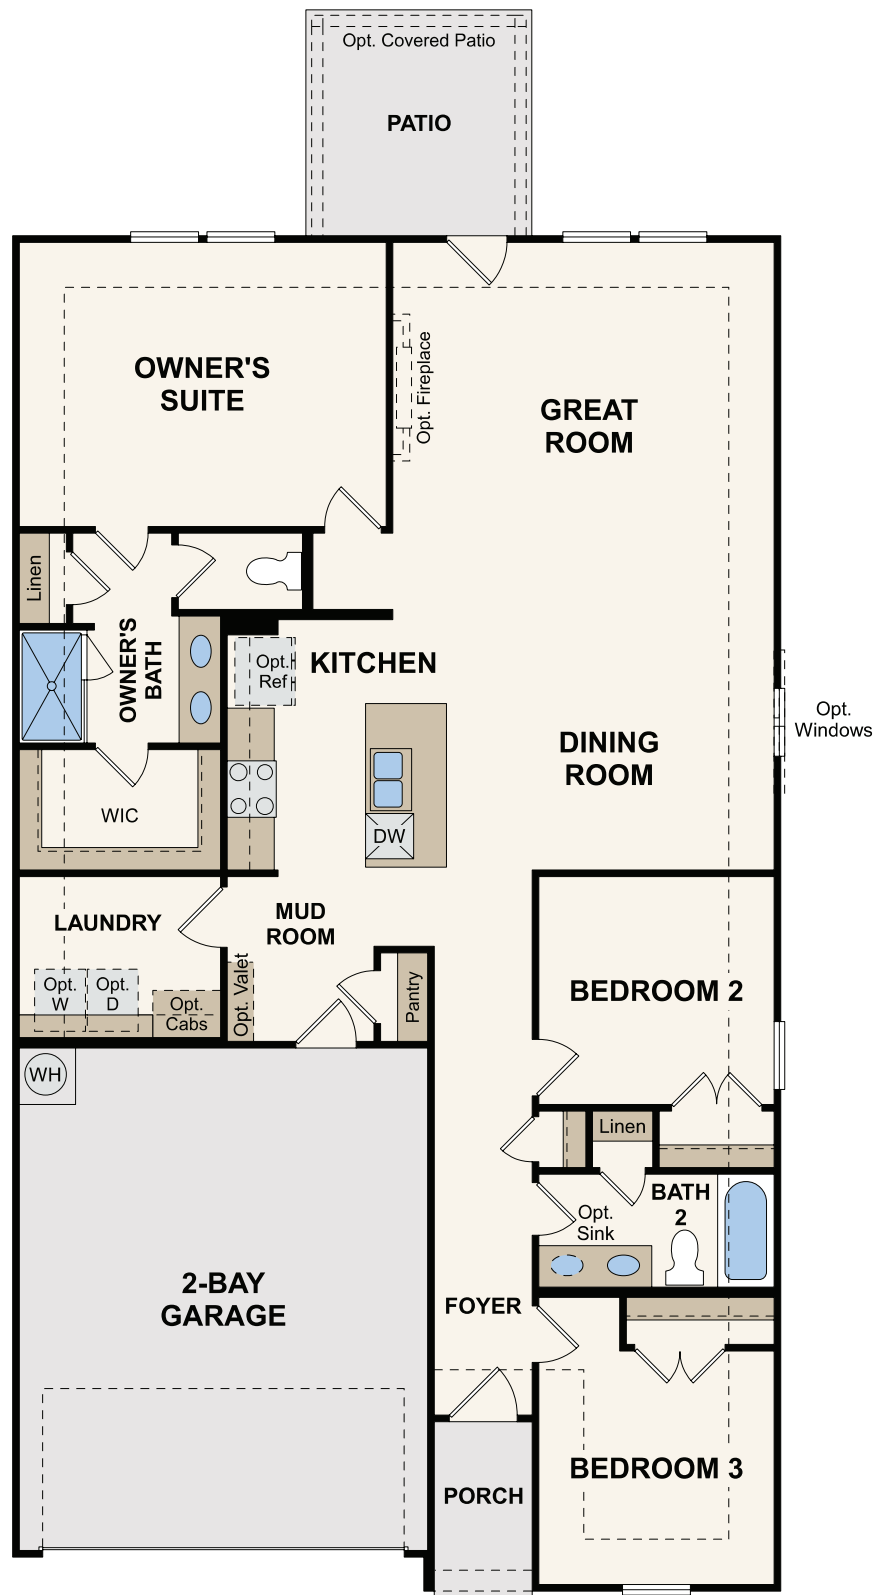 Opt. Covered Patio
PATIO
OWNER'S
SUITE
Opt. Fireplace
GREAT
ROOM
Linen
OWNER'S
BATH
Opt.
Ref
KITCHEN
DINING
ROOM
Opt.
Windows
WIC
DW
LAUNDRY
MUD
ROOM
Opt.
W
Opt.
D
Opt.
Cabs
Opt. Valet
Pantry
BEDROOM 2
WH
Linen
BATH
2
Opt.
Sink
2-BAY
GARAGE
FOYER
BEDROOM 3
PORCH